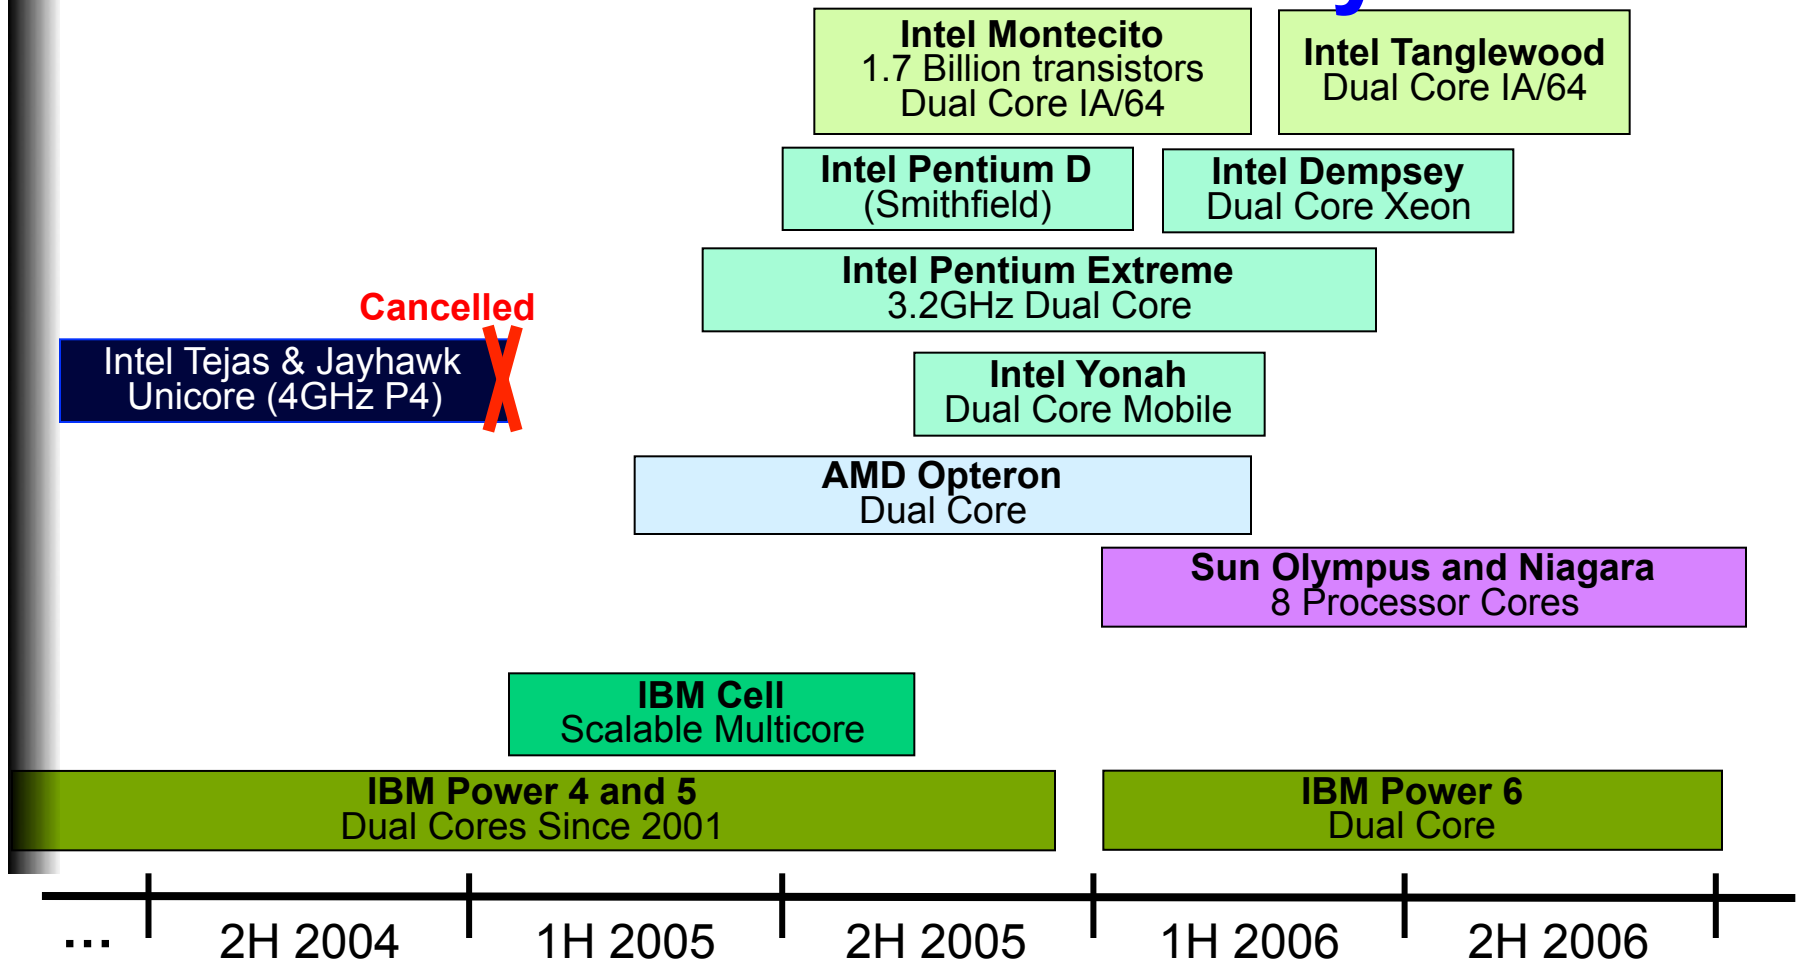 Intel Montecito
1.7 Billion transistors
Dual Core IA/64
Intel Tanglewood
Dual Core IA/64
Intel Pentium D
(Smithfield)
Intel Dempsey
Dual Core Xeon
Intel Pentium Extreme
3.2GHz Dual Core
Cancelled
Intel Tejas & Jayhawk
Unicore (4GHz P4)
Intel Yonah
Dual Core Mobile
AMD Opteron
Dual Core
Sun Olympus and Niagara
8 Processor Cores
IBM Cell
Scalable Multicore
IBM Power 4 and 5
Dual Cores Since 2001
IBM Power 6
Dual Core
... 2H 2004 1H 2005 2H 2005 1H 2006 2H 2006